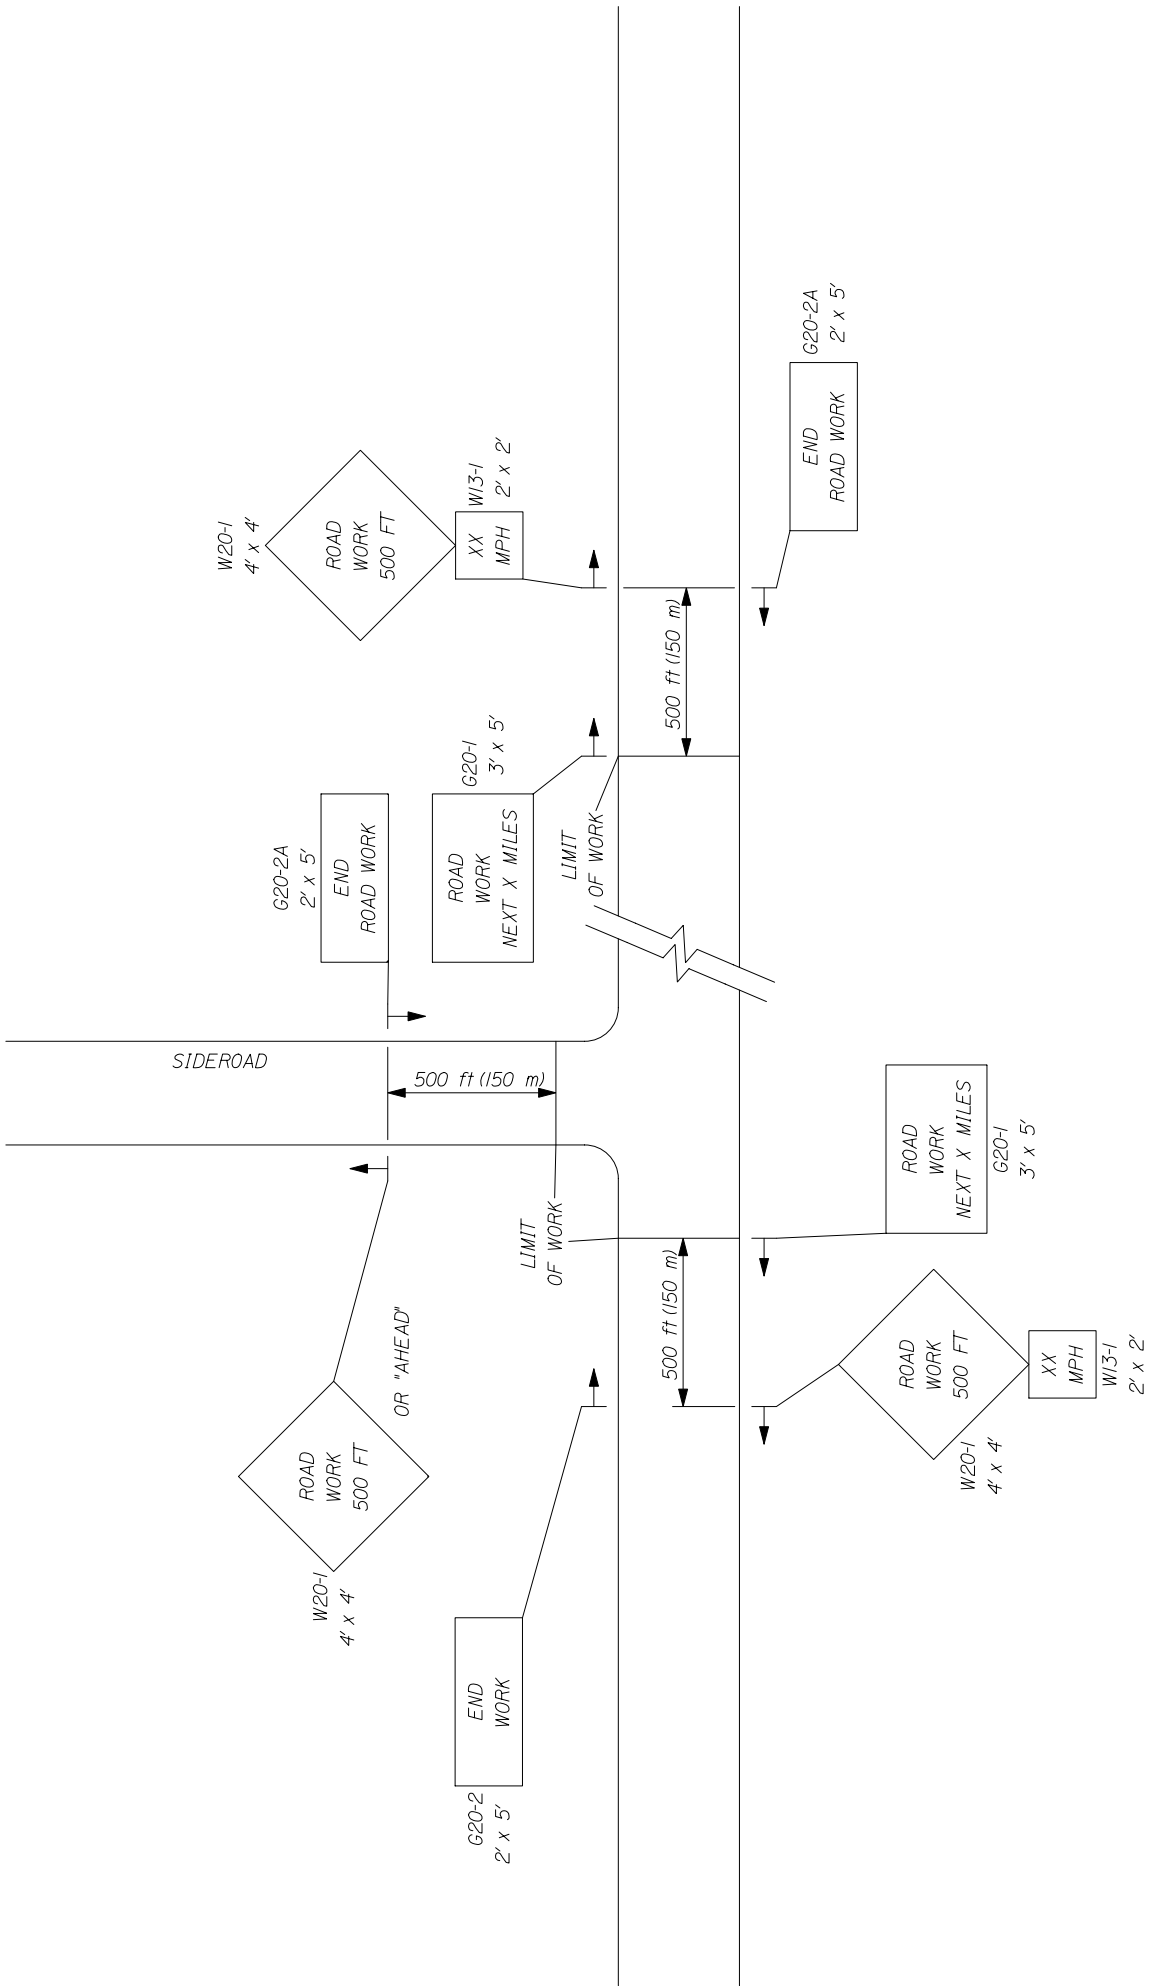 W20-1
4' x 4'
ROAD
WORK
500 FT
W13-1
2' x 2'
XX
MPH
G20-2A
2' x 5'
END
ROAD WORK
500 ft (150 m)
G20-1
3' x 5'
ROAD
WORK
NEXT X MILES
LIMIT
OF WORK
G20-2A
2' x 5'
END
ROAD WORK
SIDEROAD
500 ft (150 m)
LIMIT
OF WORK
OR "AHEAD"
ROAD
WORK
500 FT
W20-1
4' x 4'
500 ft (150 m)
ROAD
WORK
NEXT X MILES
G20-1
3' x 5'
ROAD
WORK
500 FT
W20-1
4' x 4'
XX
MPH
W13-1
2' x 2'
END
WORK
G20-2
2' x 5'